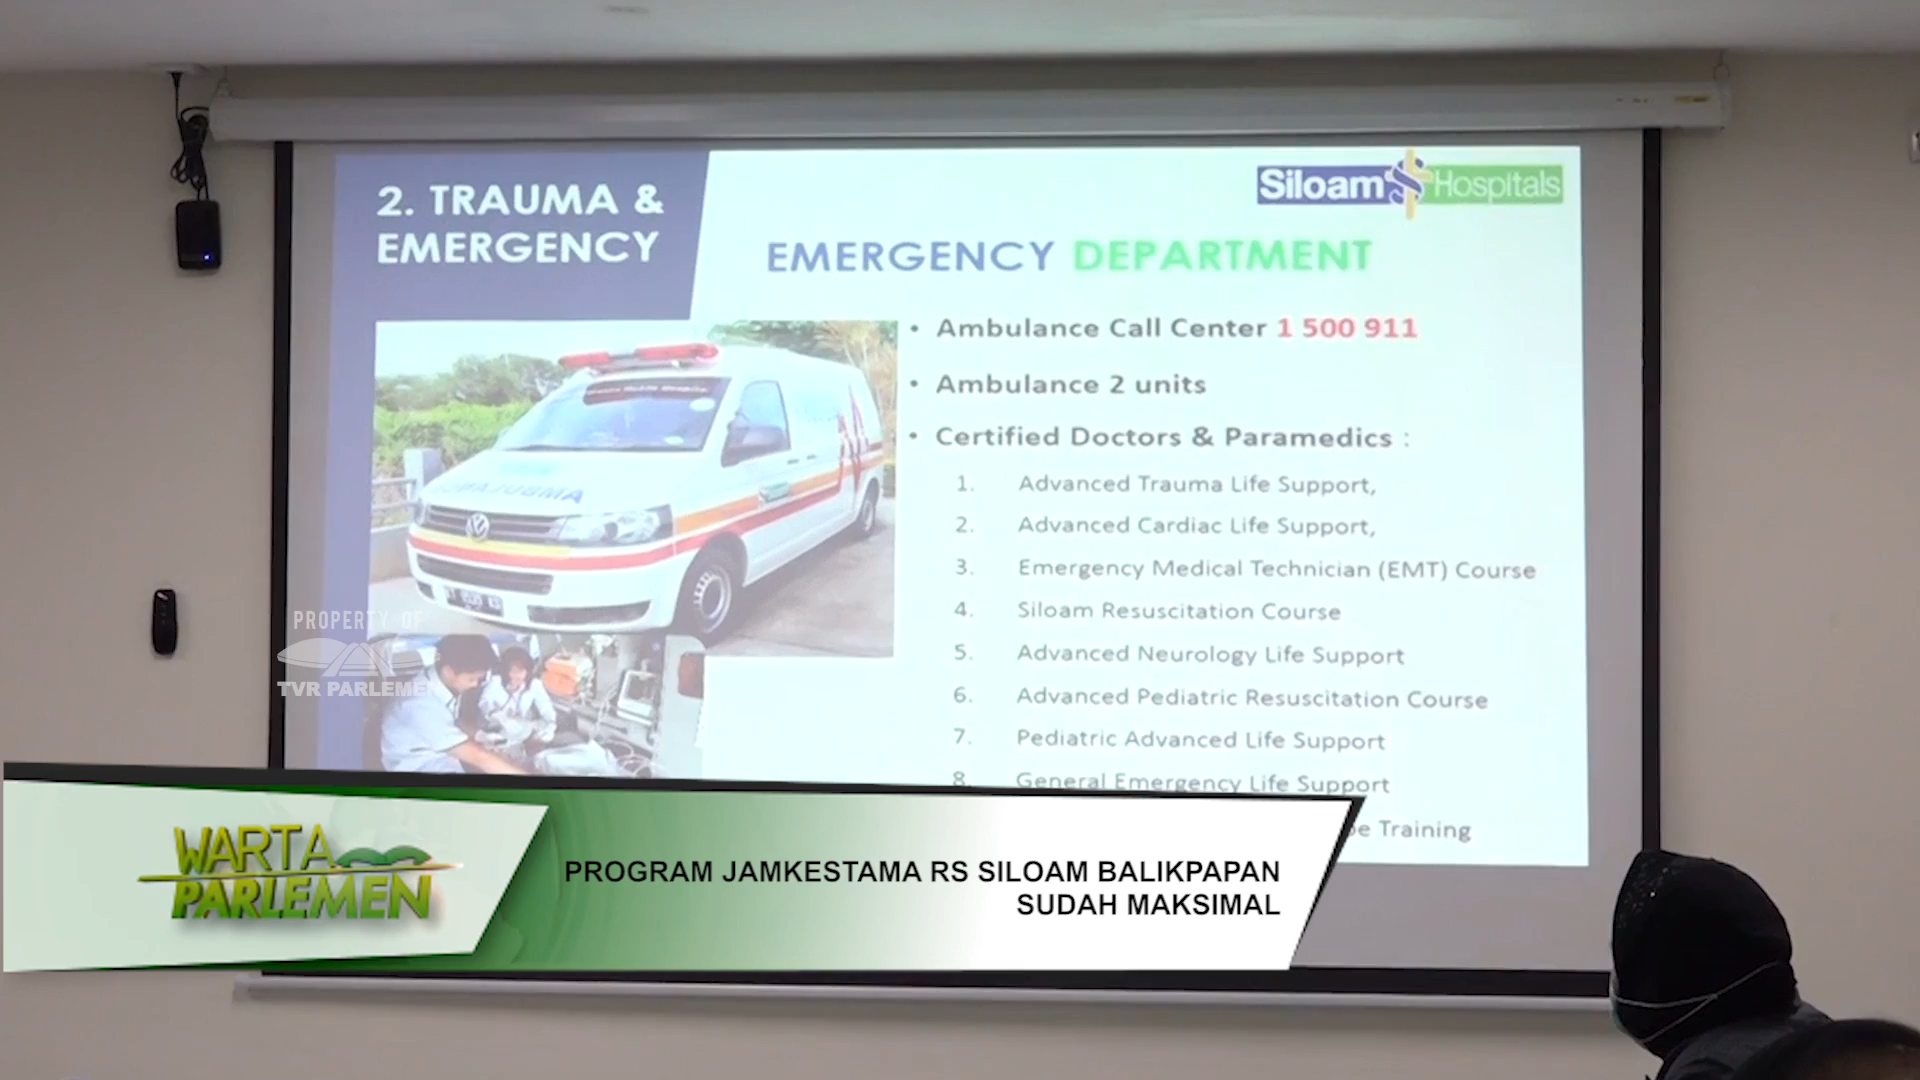 2. TRAUMA &
EMERGENCY
Siloam Hospitals
EMERGENCY DEPARTMENT
• Ambulance Call Center 1 500 911
• Ambulance 2 units
• Certified Doctors & Paramedics :
1. Advanced Trauma Life Support,
2. Advanced Cardiac Life Support,
3. Emergency Medical Technician (EMT) Course
4. Siloam Resuscitation Course
5. Advanced Neurology Life Support
6. Advanced Pediatric Resuscitation Course
7. Pediatric Advanced Life Support
8. General Emergency Life Support
Training
PROPERTY OF
TVR PARLEMEN
WARTA
PARLEMEN
PROGRAM JAMKESTAMA RS SILOAM BALIKPAPAN
SUDAH MAKSIMAL